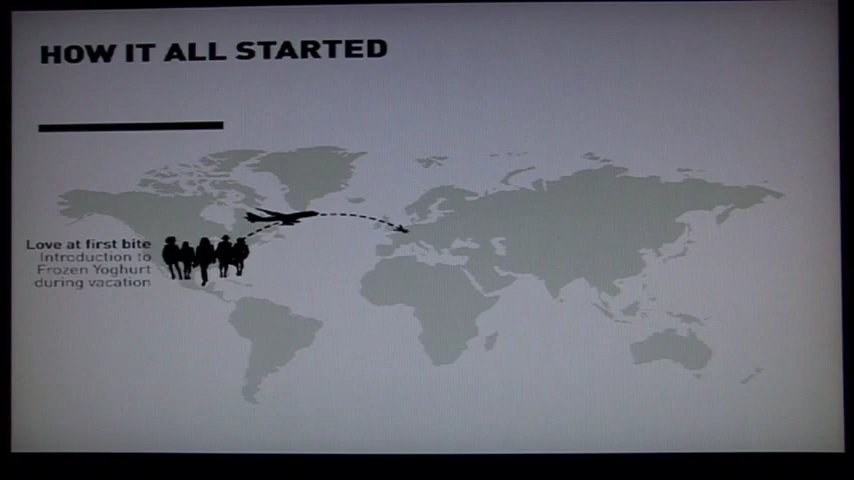 HOW IT ALL STARTED
Love at first bite
Introduction to
Frozen Yoghurt
during vacation